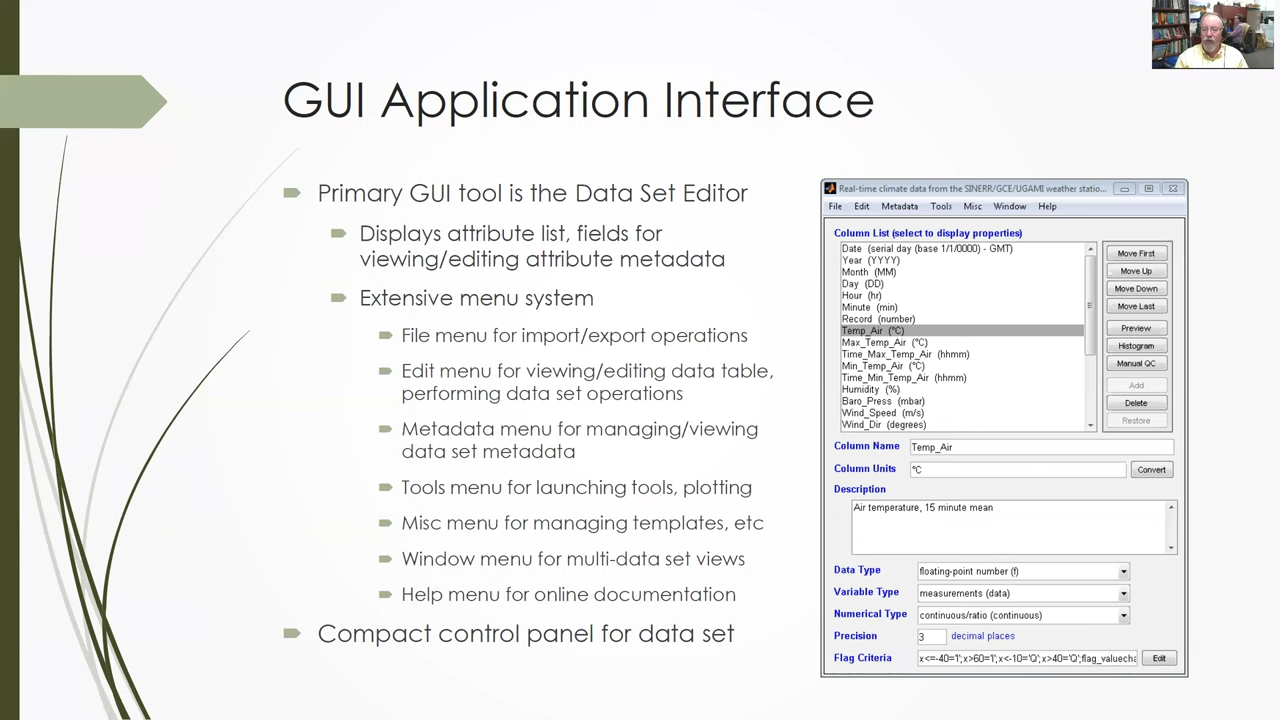 GUI Application Interface
Primary GUI tool is the Data Set Editor
Displays attribute list, fields for
viewing/editing attribute metadata
Extensive menu system
File menu for import/export operations
Edit menu for viewing/editing data table,
performing data set operations
Metadata menu for managing/viewing
data set metadata
Tools menu for launching tools, plotting
Misc menu for managing templates, etc
Window menu for multi-data set views
Help menu for online documentation
Compact control panel for data set
Real-time climate data from the SINERR/GCE/UGAMI weather statio...
File Edit Metadata Tools Misc Window Help
Column List (select to display properties)
Date (serial day (base 1/1/0000) - GMT)
Year (YYYY)
Month (MM)
Day (DD)
Hour (hr)
Minute (min)
Record (number)
Temp_Air (°C)
Max_Temp_Air (°C)
Time_Max_Temp_Air (hhmm)
Min_Temp_Air (°C)
Time_Min_Temp_Air (hhmm)
Humidity (%)
Baro_Press (mbar)
Wind_Speed (m/s)
Wind_Dir (degrees)
Move First
Move Up
Move Down
Move Last
Preview
Histogram
Manual QC
Add
Delete
Restore
Column Name Temp_Air
Column Units °C Convert
Description
Air temperature, 15 minute mean
Data Type floating-point number (f)
Variable Type measurements (data)
Numerical Type continuous/ratio (continuous)
Precision 3 decimal places
Flag Criteria x<=-40='I';x>60='I';x<-10='Q';x>40='Q';flag_valuecha Edit